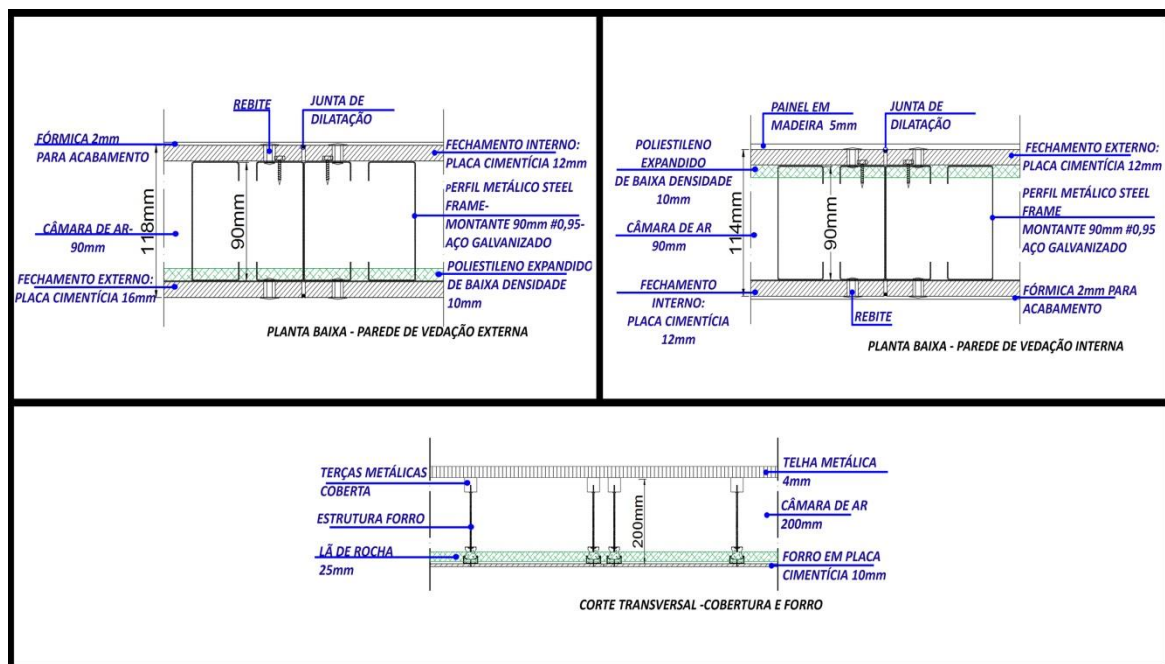 REBITE
JUNTA DE
DILATAÇÃO
FÓRMICA 2mm
PARA ACABAMENTO
FECHAMENTO INTERNO:
PLACA CIMENTÍCIA 12mm
PERFIL METÁLICO STEEL
FRAME-
MONTANTE 90mm #0,95-
AÇO GALVANIZADO
118mm
90mm
CÂMARA DE AR-
90mm
POLIESTILENO EXPANDIDO
DE BAIXA DENSIDADE
10mm
FECHAMENTO EXTERNO:
PLACA CIMENTÍCIA 16mm
PLANTA BAIXA - PAREDE DE VEDAÇÃO EXTERNA
PAINEL EM
MADEIRA 5mm
JUNTA DE
DILATAÇÃO
POLIESTILENO
EXPANDIDO
DE BAIXA DENSIDADE
10mm
FECHAMENTO EXTERNO:
PLACA CIMENTÍCIA 12mm
PERFIL METÁLICO STEEL
FRAME
MONTANTE 90mm #0,95
AÇO GALVANIZADO
114mm
90mm
CÂMARA DE AR
90mm
FECHAMENTO
INTERNO:
PLACA CIMENTÍCIA
12mm
REBITE
FÓRMICA 2mm PARA
ACABAMENTO
PLANTA BAIXA - PAREDE DE VEDAÇÃO INTERNA
TERÇAS METÁLICAS
COBERTA
ESTRUTURA FORRO
LÃ DE ROCHA
25mm
200mm
TELHA METÁLICA
4mm
CÂMARA DE AR
200mm
FORRO EM PLACA
CIMENTÍCIA 10mm
CORTE TRANSVERSAL -COBERTURA E FORRO